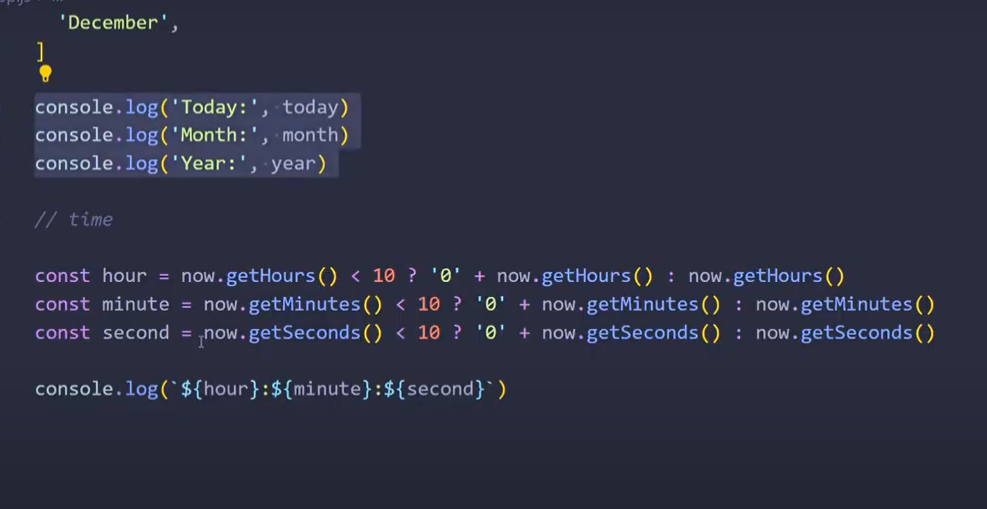 'December',
]
console.log('Today:', today)
console.log('Month:', month)
console.log('Year:', year)
// time
const hour = now.getHours() < 10 ? '0' + now.getHours() : now.getHours()
const minute = now.getMinutes() < 10 ? '0' + now.getMinutes() : now.getMinutes()
const second = now.getSeconds() < 10 ? '0' + now.getSeconds() : now.getSeconds()
console.log(`${hour}:${minute}:${second}`)